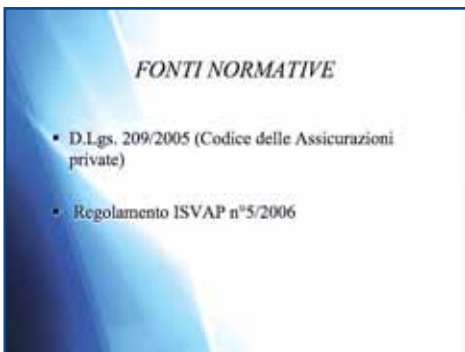 FONTI NORMATIVE
▪ D.Lgs. 209/2005 (Codice delle Assicurazioni
private)
▪ Regolamento ISVAP n°5/2006